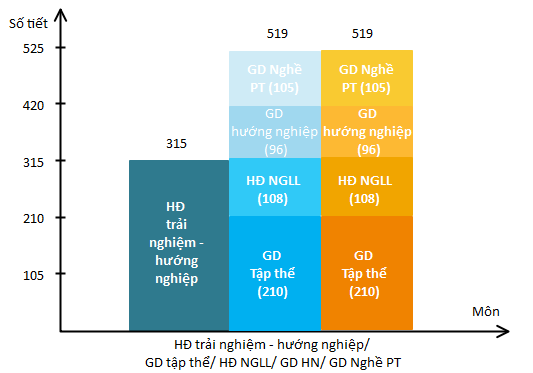 Số tiết
525
420
315
210
105
315
HĐ
trải
nghiệm -
hướng
nghiệp
519
GD Nghề
PT (105)
GD
hướng nghiệp
(96)
HĐ NGLL
(108)
GD
Tập thể
(210)
519
GD Nghề
PT (105)
GD
hướng nghiệp
(96)
HĐ NGLL
(108)
GD
Tập thể
(210)
Môn
HĐ trải nghiệm - hướng nghiệp/
GD tập thể/ HĐ NGLL/ GD HN/ GD Nghề PT